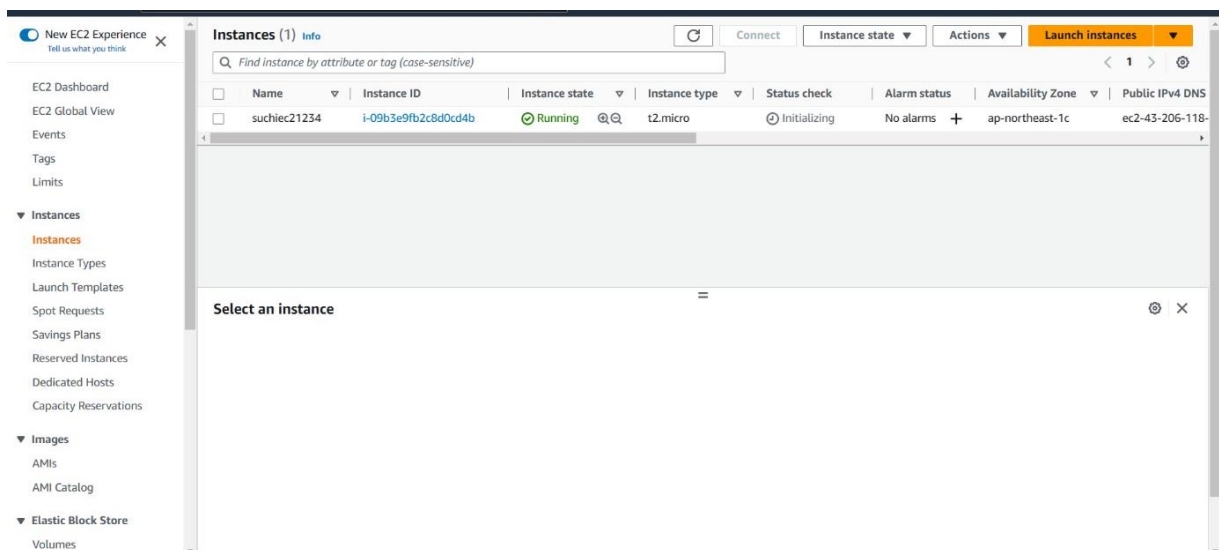 New EC2 Experience
Tell us what you think
EC2 Dashboard
EC2 Global View
Events
Tags
Limits
Instances
Instances
Instance Types
Launch Templates
Spot Requests
Savings Plans
Reserved Instances
Dedicated Hosts
Capacity Reservations
Images
AMIs
AMI Catalog
Elastic Block Store
Volumes
Instances (1) Info
Connect
Instance state
Actions
Launch instances
Find instance by attribute or tag (case-sensitive)
1
Name Instance ID Instance state Instance type Status check Alarm status Availability Zone Public IPv4 DNS
suchiec21234 i-09b3e9fb2c8d0cd4b Running t2.micro Initializing No alarms + ap-northeast-1c ec2-43-206-118-
Select an instance